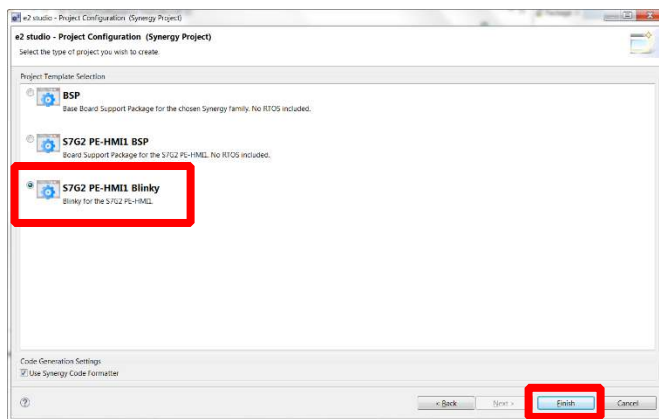 e2 studio - Project Configuration (Synergy Project)
e2 studio - Project Configuration (Synergy Project)
Select the type of project you wish to create
Project Template Selection
BSP
Base Board Support Package for the chosen Synergy family. No RTOS included.
S7G2 PE-HMI1 BSP
Board Support Package for the S7G2 PE-HMI1. No RTOS included.
S7G2 PE-HMI1 Blinky
Blinky for the S7G2 PE-HMI1.
Code Generation Settings
Use Synergy Code Formatter
< Back Next > Finish Cancel